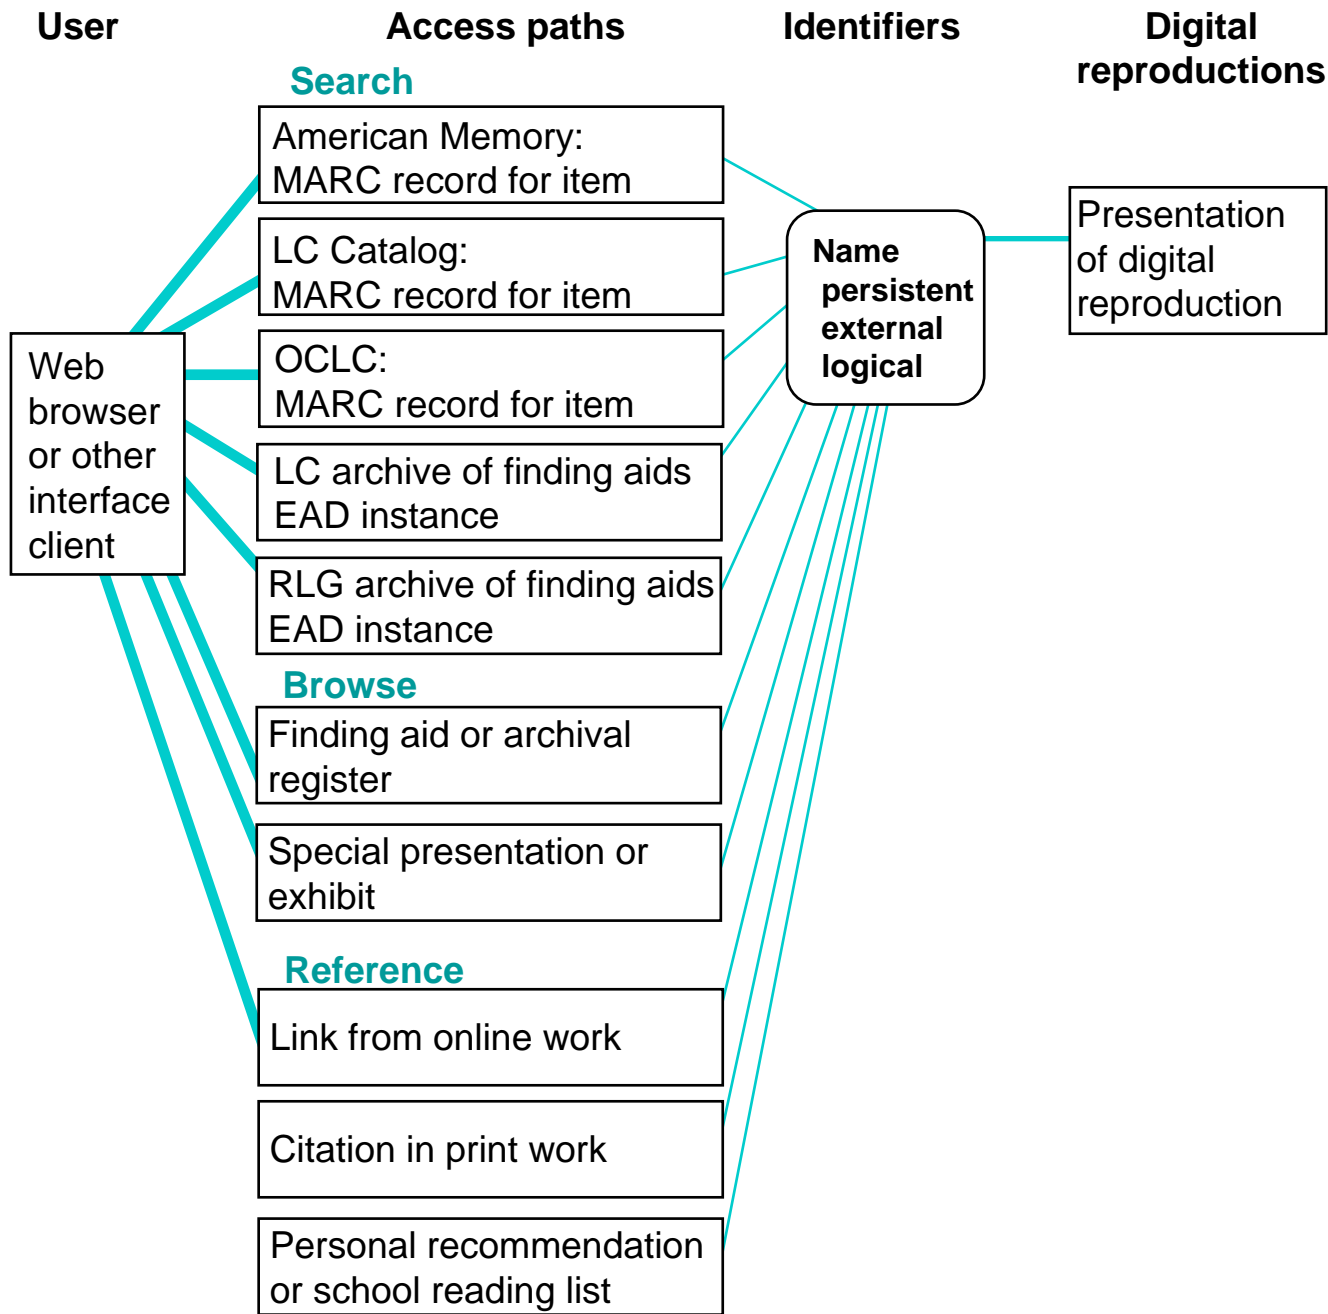 User
Access paths
Identifiers
Digital
reproductions
Search
American Memory:
MARC record for item
LC Catalog:
MARC record for item
OCLC:
MARC record for item
LC archive of finding aids
EAD instance
RLG archive of finding aids
EAD instance
Browse
Finding aid or archival
register
Special presentation or
exhibit
Reference
Link from online work
Citation in print work
Personal recommendation
or school reading list
Web
browser
or other
interface
client
Name
persistent
external
logical
Presentation
of digital
reproduction